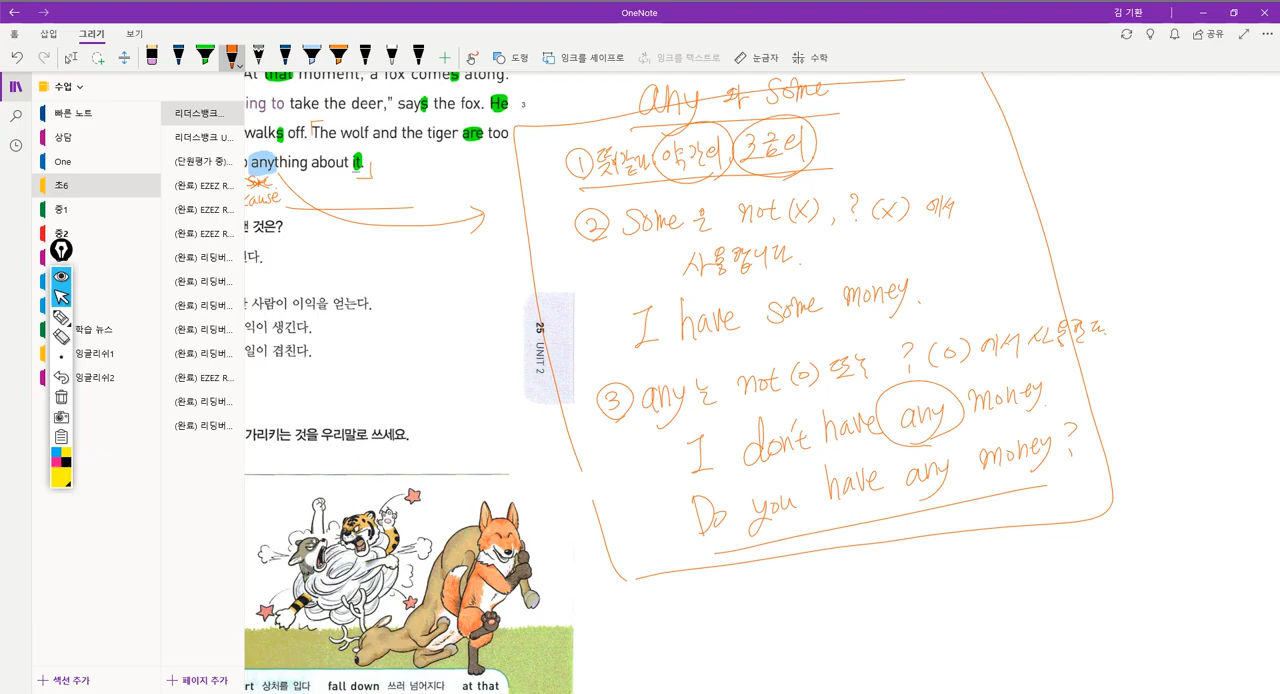 OneNote
김 기환
홈 삽입 그리기 보기
공유
도형 잉크를 셰이프로 잉크를 텍스트로 눈금자 수학
수업
빠른 노트
상담
One
초6
중1
중2
학습 뉴스
잉글리쉬1
잉글리쉬2
색션 추가
리더스뱅크...
리더스뱅크 U...
(단원평가 중)...
(완료) EZEZ R...
(완료) EZEZ R...
(완료) EZEZ R...
(완료) 리딩버...
(완료) 리딩버...
(완료) 리딩버...
(완료) 리딩버...
(완료) 리딩버...
(완료) EZEZ R...
(완료) 리딩버...
(완료) 리딩버...
페이지 추가
At that moment, a fox comes along.
ing to take the deer," says the fox. He
3
walks off. The wolf and the tiger are too
anything about it.
cause
것은?
다.
사람이 이익을 얻는다.
익이 생긴다.
일이 겹친다.
25 UNIT 2
가리키는 것을 우리말로 쓰세요.
rt 상처를 입다 fall down 쓰러 넘어지다 at that
any 와 some
① 뜻 같다 약간의, 조금의
② Some은 not (X), ? (X) 에서
사용합니다.
I have some money.
③ any는 not (O) 또는 ? (O) 에서 사용한다.
I don't have any money.
Do you have any money?